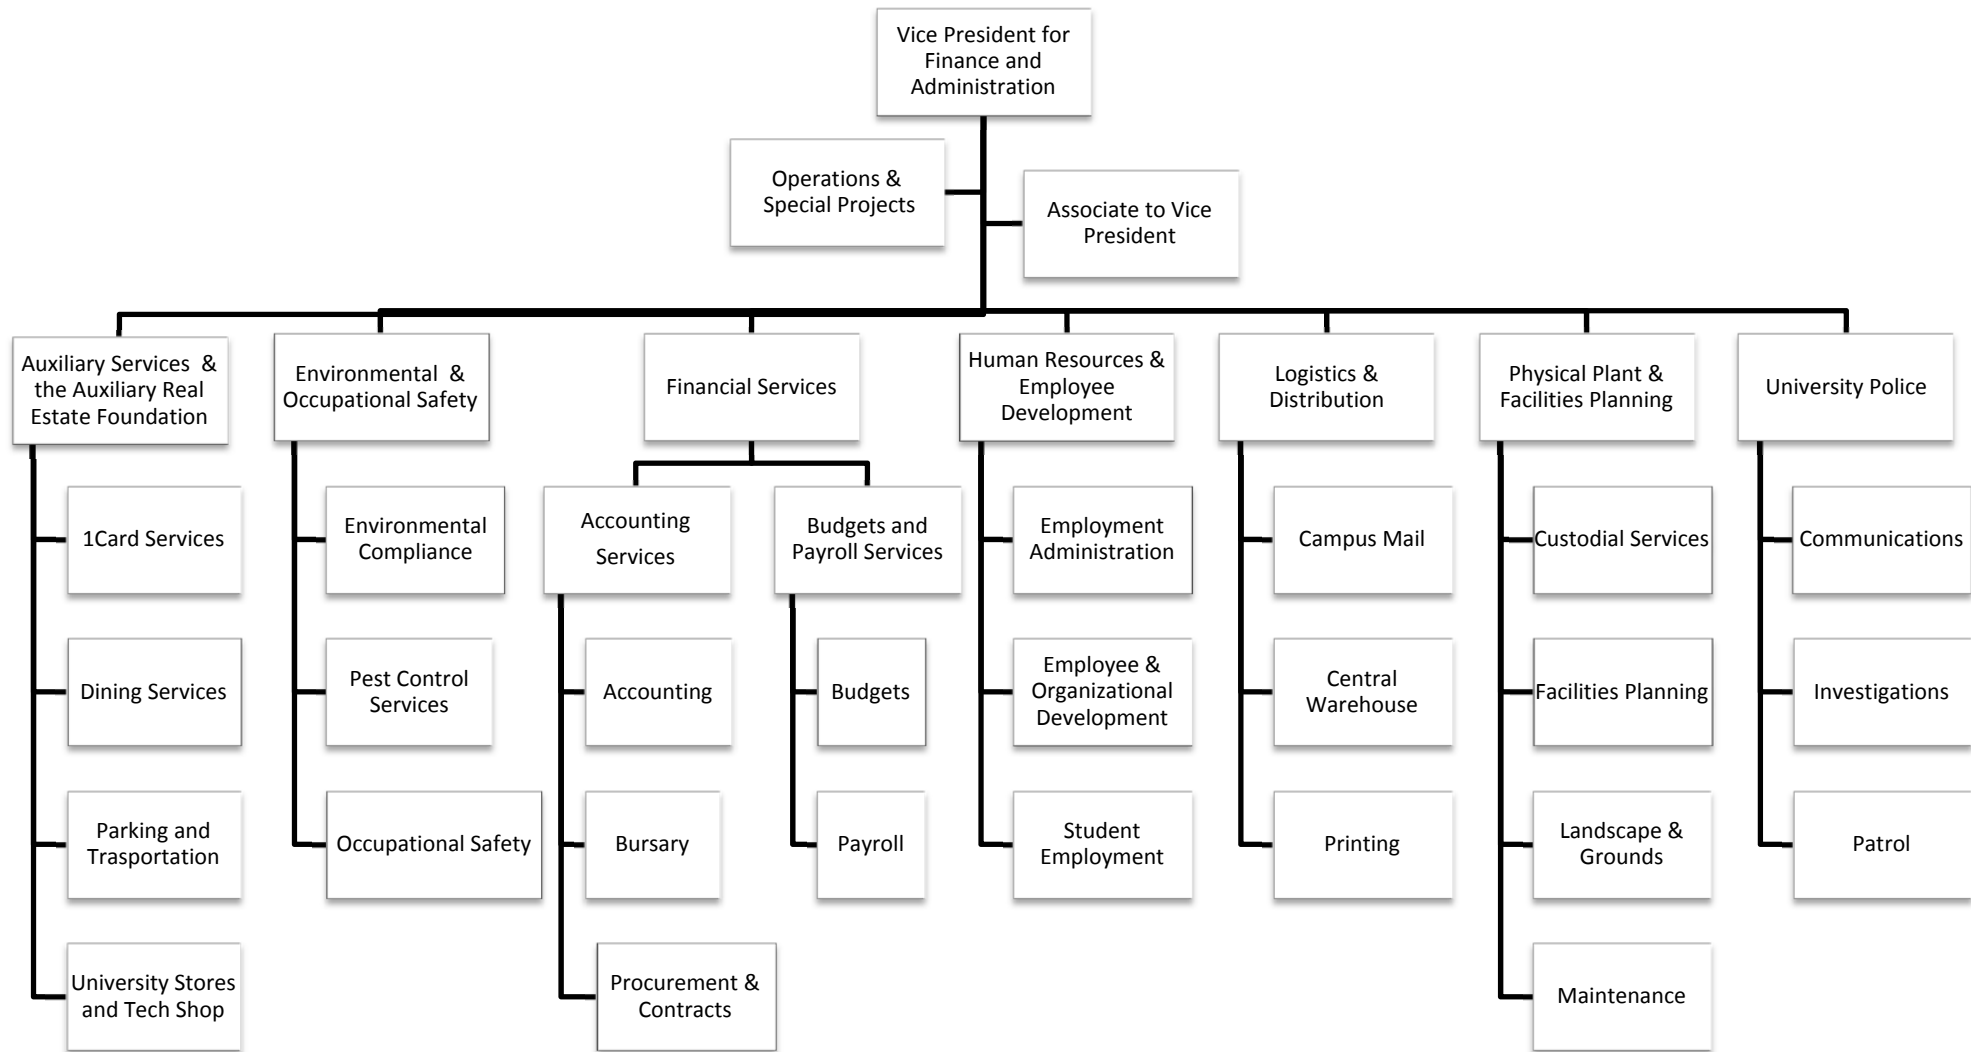 Vice President for
Finance and
Administration
Operations &
Special Projects
Associate to Vice
President
Auxiliary Services &
the Auxiliary Real
Estate Foundation
Environmental &
Occupational Safety
Financial Services
Human Resources &
Employee
Development
Logistics &
Distribution
Physical Plant &
Facilities Planning
University Police
1Card Services
Environmental
Compliance
Accounting
Services
Budgets and
Payroll Services
Employment
Administration
Campus Mail
Custodial Services
Communications
Dining Services
Pest Control
Services
Accounting
Budgets
Employee &
Organizational
Development
Central
Warehouse
Facilities Planning
Investigations
Parking and
Trasportation
Occupational Safety
Bursary
Payroll
Student
Employment
Printing
Landscape &
Grounds
Patrol
University Stores
and Tech Shop
Procurement &
Contracts
Maintenance